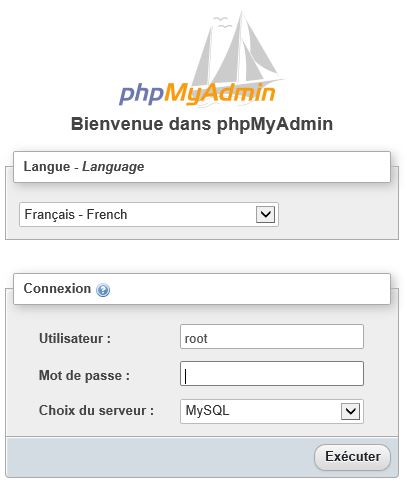 phpMyAdmin
Bienvenue dans phpMyAdmin
Langue - Language
Français - French
Connexion
Utilisateur : root
Mot de passe :
Choix du serveur : MySQL
Exécuter